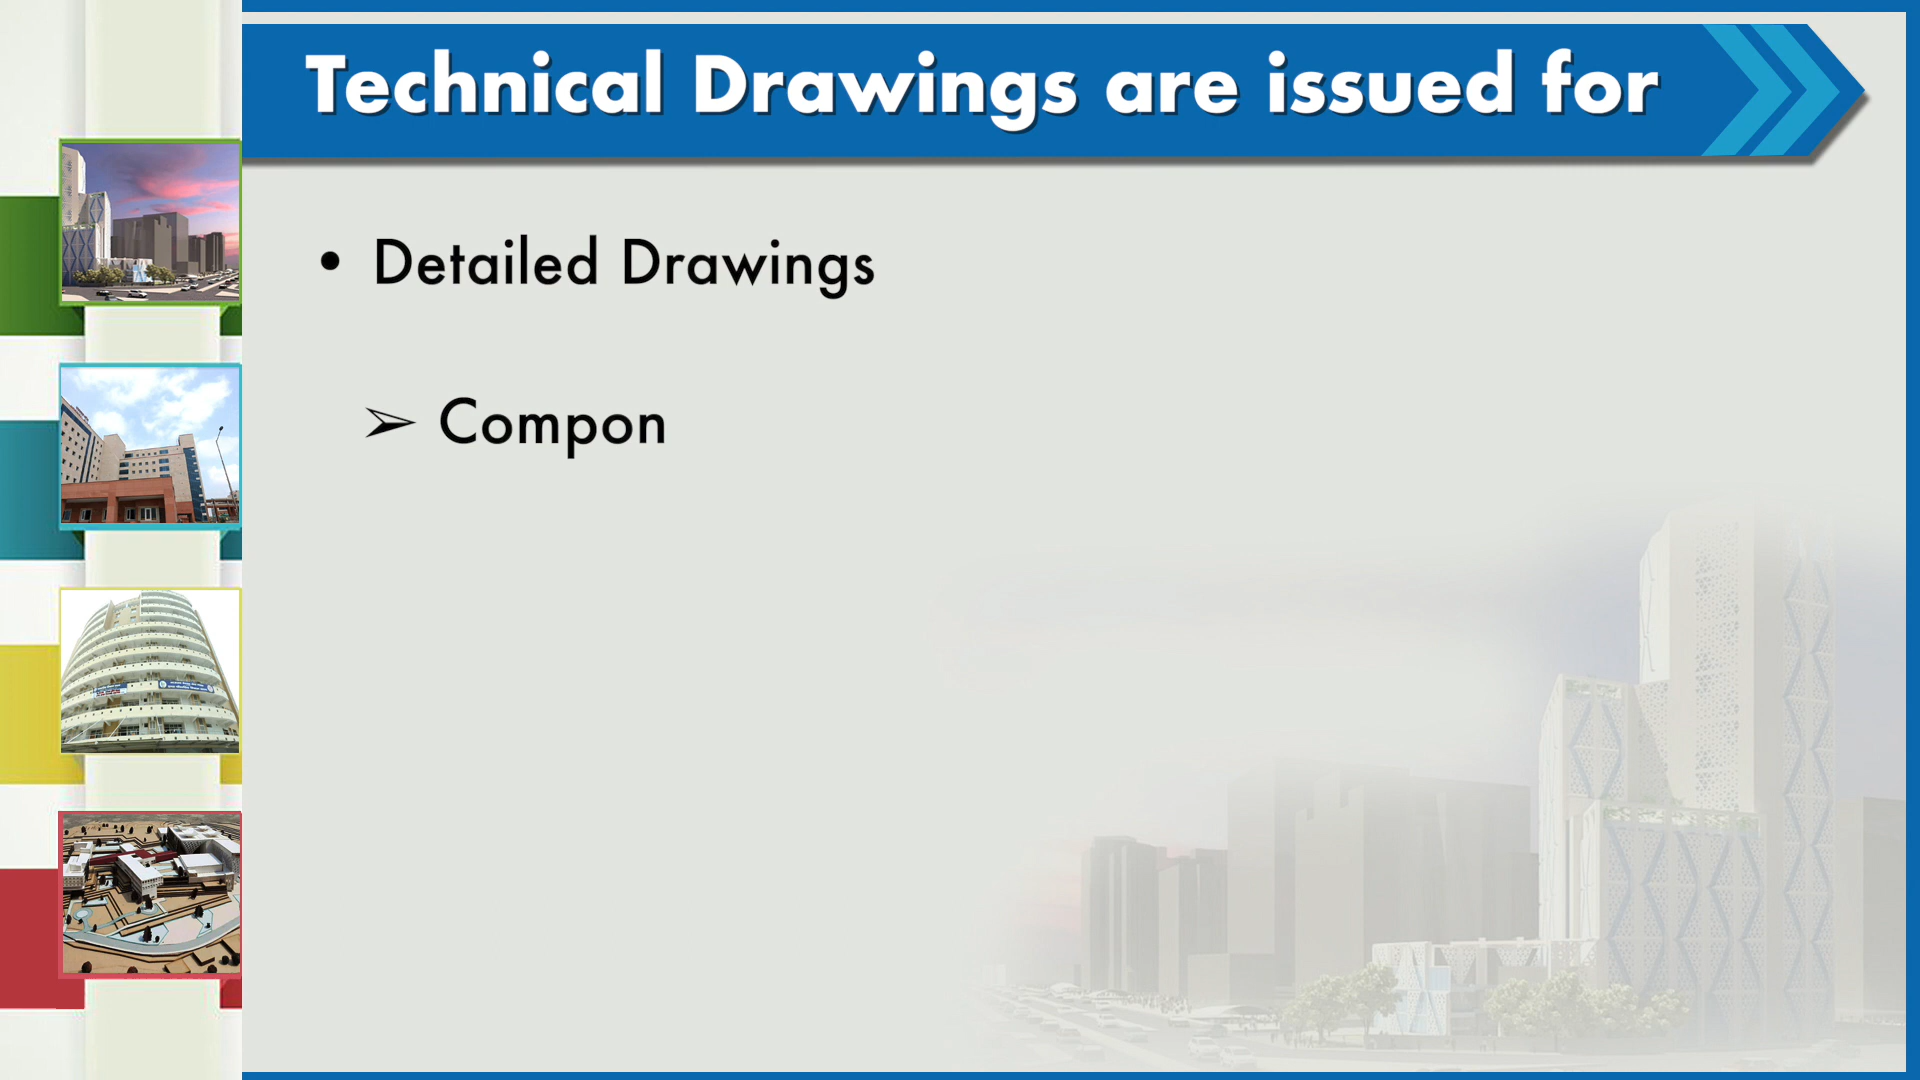 Technical Drawings are issued for
• Detailed Drawings
➢ Compon